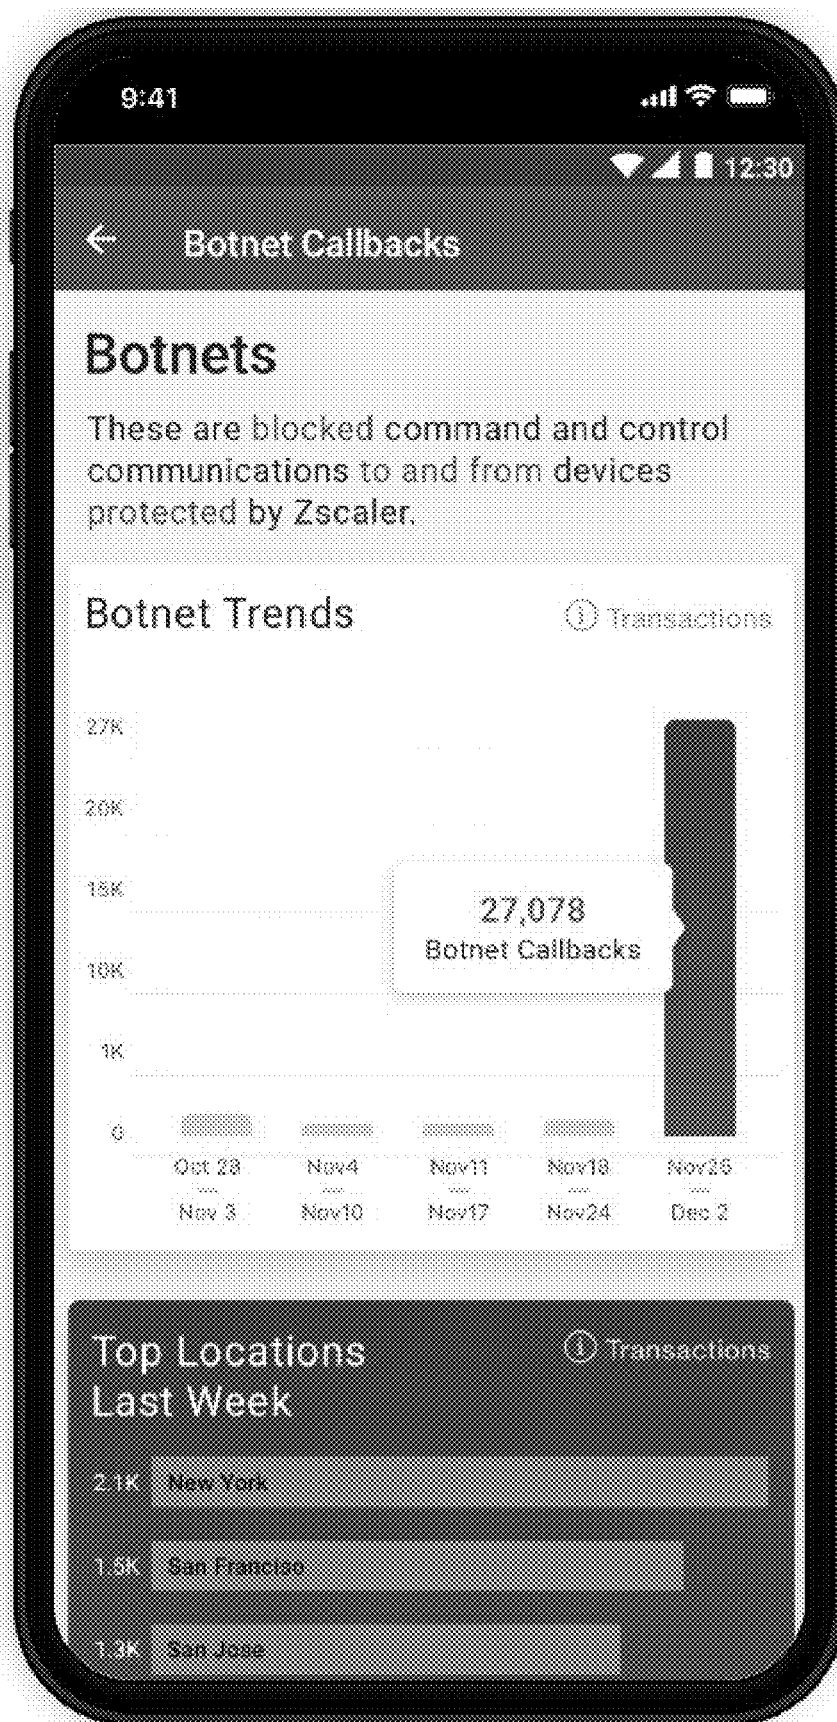 9:41
12:30
Botnet Callbacks
Botnets
These are blocked command and control
communications to and from devices
protected by Zscaler.
Botnet Trends
Transactions
27K
20K
15K
27,078
Botnet Callbacks
10K
1K
0
Oct 28 Nov4 Nov11 Nov18 Nov25
Nov 3 Nov10 Nov17 Nov24 Dec 2
Top Locations
Transactions
Last Week
2.1K New York
1.5K San Franciso
1.3K San Jose